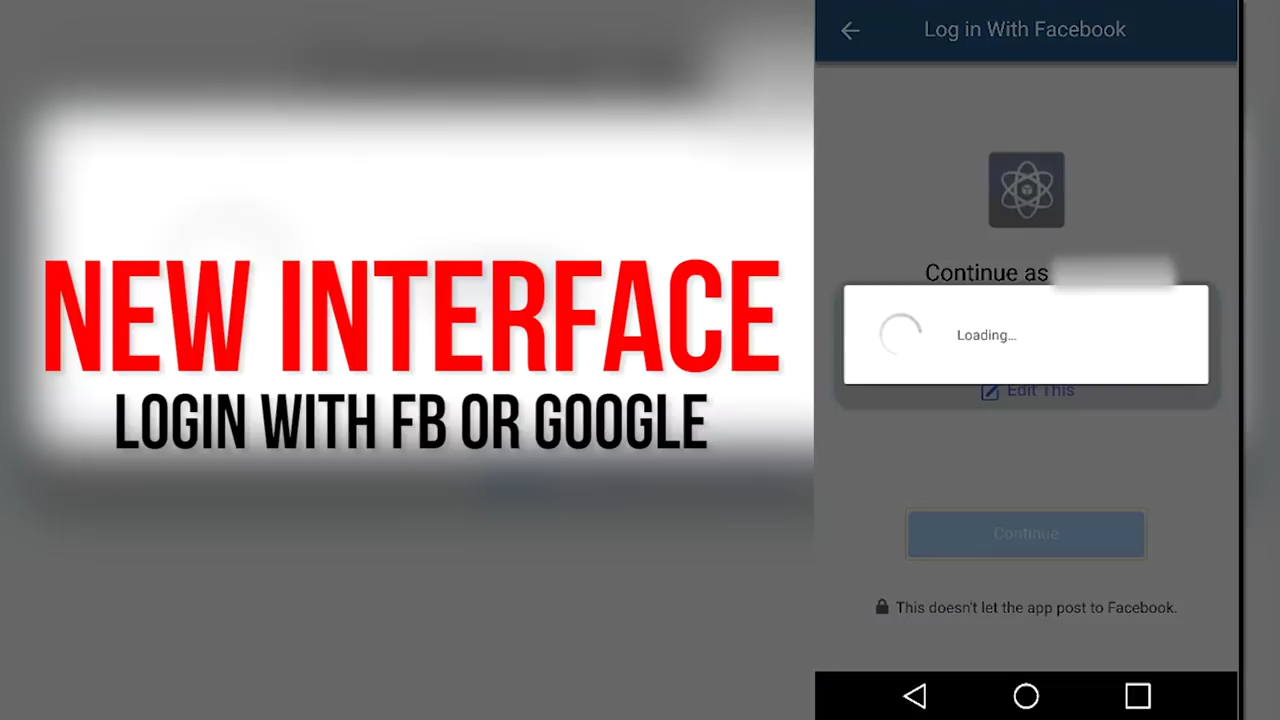 NEW INTERFACE
LOGIN WITH FB OR GOOGLE
Log in With Facebook
Continue as
Loading...
Edit This
Continue
This doesn't let the app post to Facebook.